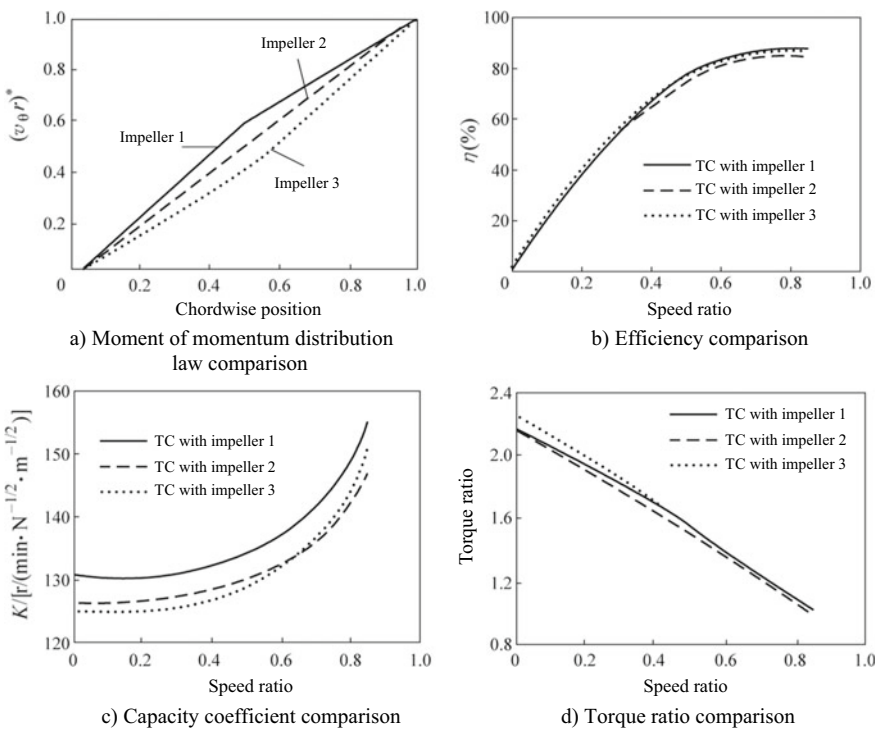 1.0
0.8
0.6
0.4
0.2
0
0.2
0.4
0.6
0.8
1.0
(vθ r)*
Impeller 1
Impeller 2
Impeller 3
Chordwise position
a) Moment of momentum distribution
law comparison
100
80
60
40
20
0
0.2
0.4
0.6
0.8
1.0
η(%)
TC with impeller 1
TC with impeller 2
TC with impeller 3
Speed ratio
b) Efficiency comparison
160
150
140
130
120
0
0.2
0.4
0.6
0.8
1.0
K/[r/(min·N⁻¹/²·m⁻¹/²)]
TC with impeller 1
TC with impeller 2
TC with impeller 3
Speed ratio
c) Capacity coefficient comparison
2.4
2.0
1.6
1.2
0.8
0
0.2
0.4
0.6
0.8
1.0
Torque ratio
TC with impeller 1
TC with impeller 2
TC with impeller 3
Speed ratio
d) Torque ratio comparison